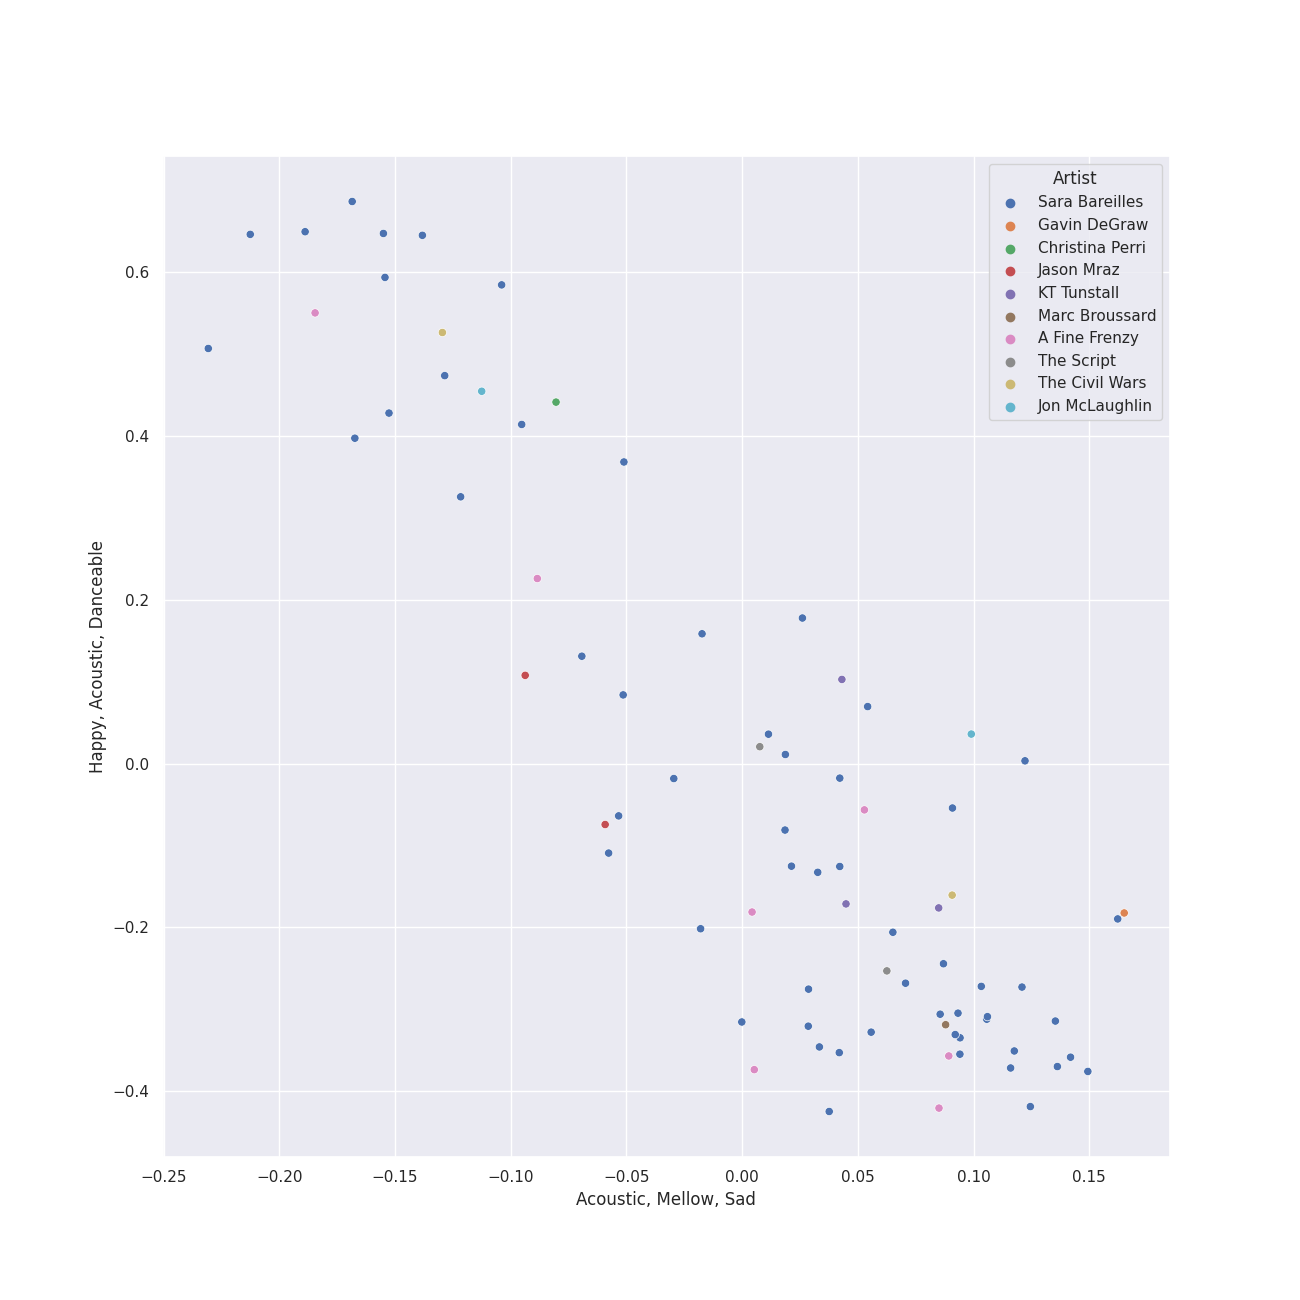 Artist
Sara Bareilles
Gavin DeGraw
Christina Perri
Jason Mraz
KT Tunstall
Marc Broussard
A Fine Frenzy
The Script
The Civil Wars
Jon McLaughlin
Happy, Acoustic, Danceable
0.6
0.4
0.2
0.0
−0.2
−0.4
−0.25 −0.20 −0.15 −0.10 −0.05 0.00 0.05 0.10 0.15
Acoustic, Mellow, Sad